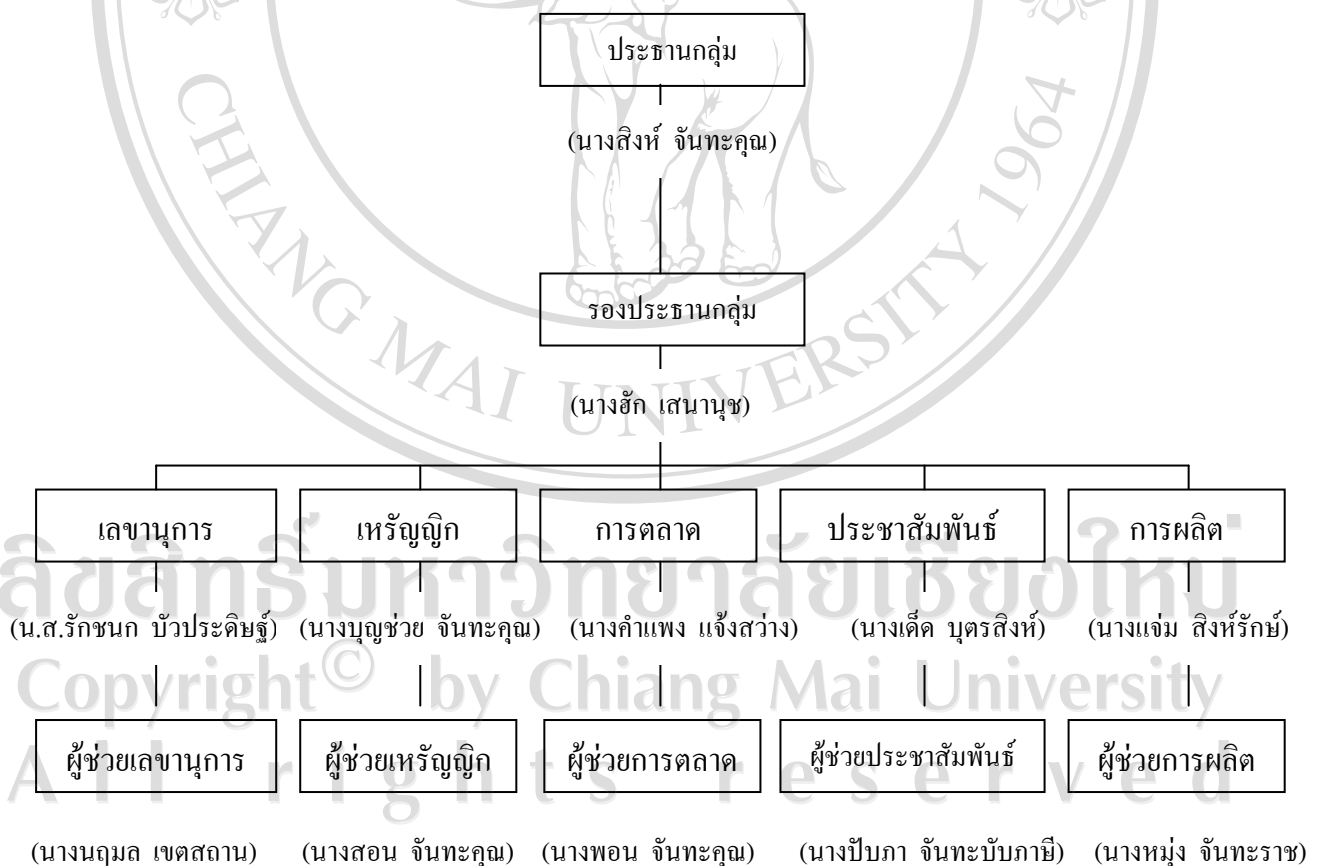 ประธานกลุ่ม
(นางสิงห์ จันทะคุณ)
รองประธานกลุ่ม
(นางฮัก เสนานุช)
เลขานุการ เหรัญญิก การตลาด ประชาสัมพันธ์ การผลิต
(น.ส.รักชนก บัวประดิษฐ์) (นางบุญช่วย จันทะคุณ) (นางคำแพง แจ้งสว่าง) (นางเด็ด บุตรสิงห์) (นางแจ่ม สิงห์รักษ์)
ผู้ช่วยเลขานุการ ผู้ช่วยเหรัญญิก ผู้ช่วยการตลาด ผู้ช่วยประชาสัมพันธ์ ผู้ช่วยการผลิต
(นางนฤมล เขตสถาน) (นางสอน จันทะคุณ) (นางพอน จันทะคุณ) (นางปับภา จันทะบับภาษี) (นางหมุ่ง จันทะราช)
CHIANG MAI UNIVERSITY 1964
ลิขสิทธิ์มหาวิทยาลัยเชียงใหม่
Copyright© by Chiang Mai University
All rights reserved